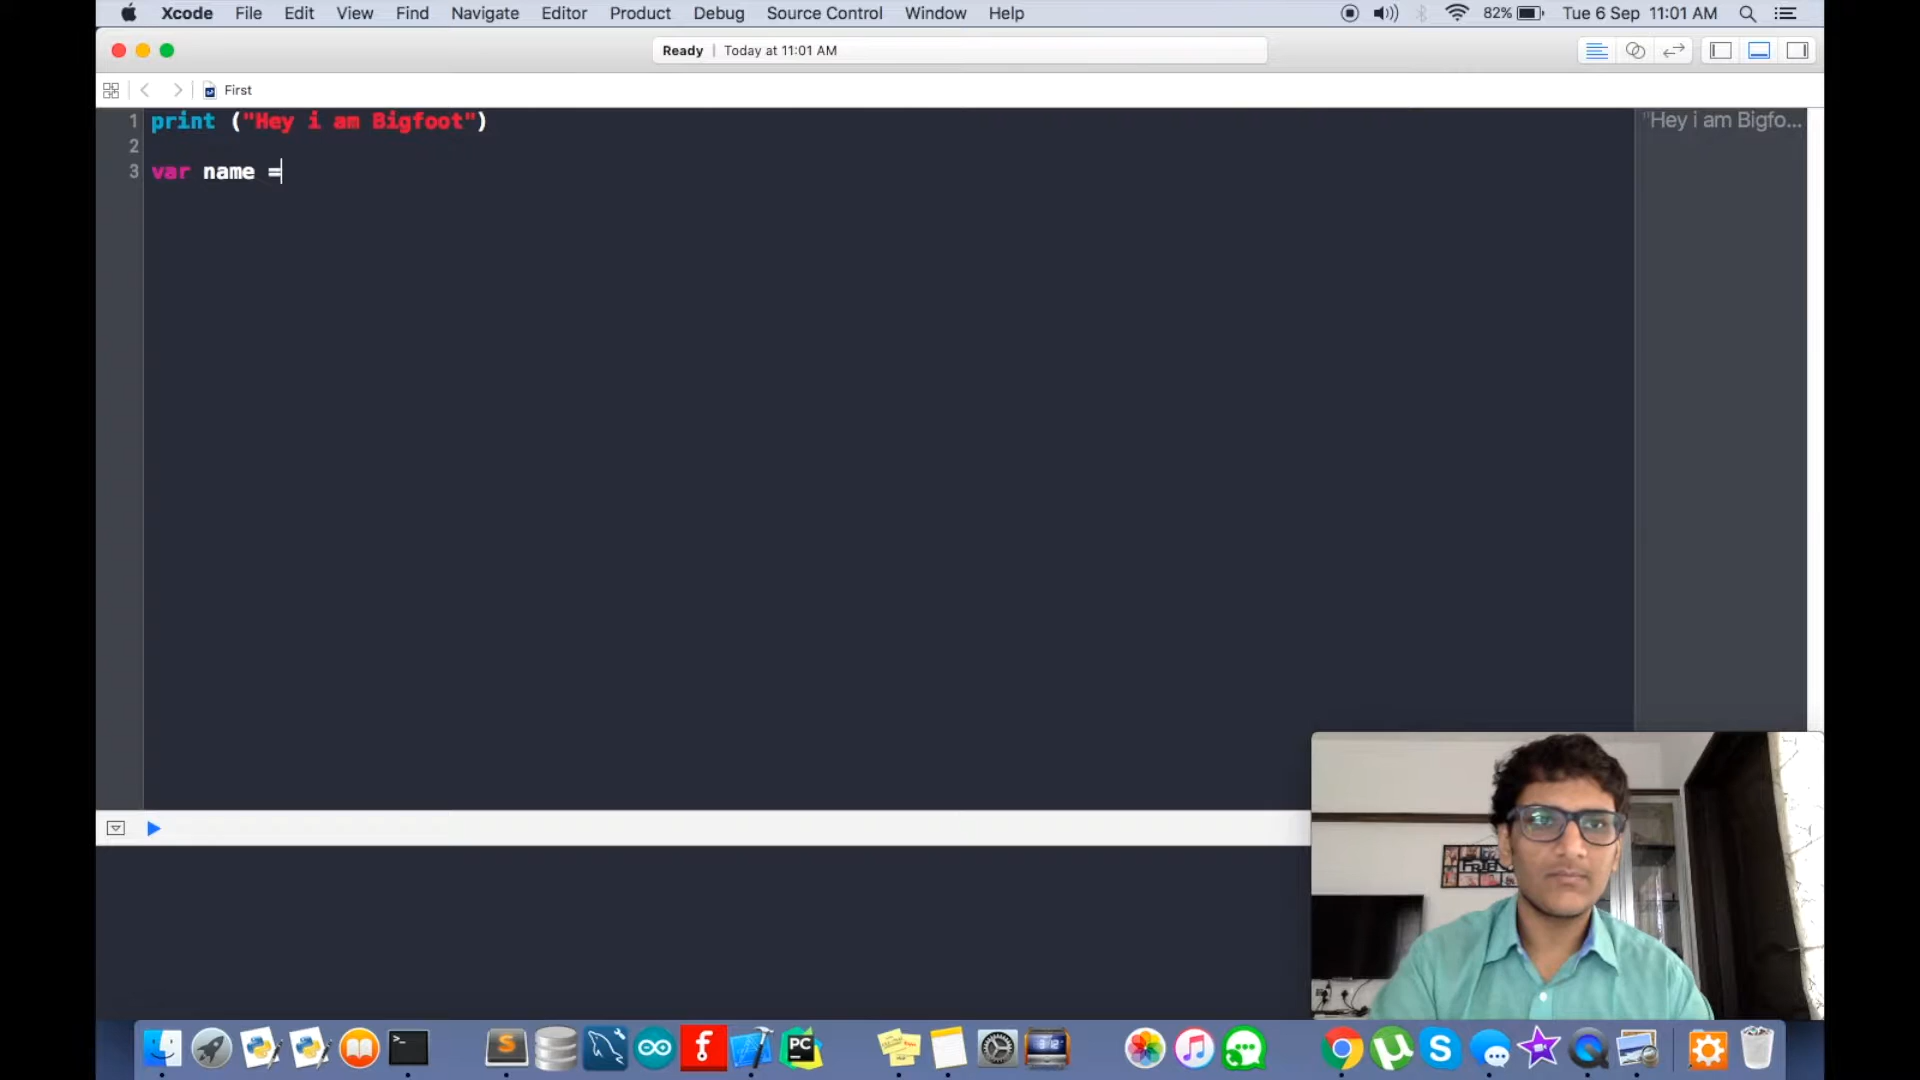 Xcode File Edit View Find Navigate Editor Product Debug Source Control Window Help 82% Tue 6 Sep 11:01 AM
Ready | Today at 11:01 AM
First
1 print ("Hey i am Bigfoot") "Hey i am Bigfo...
2
3 var name =